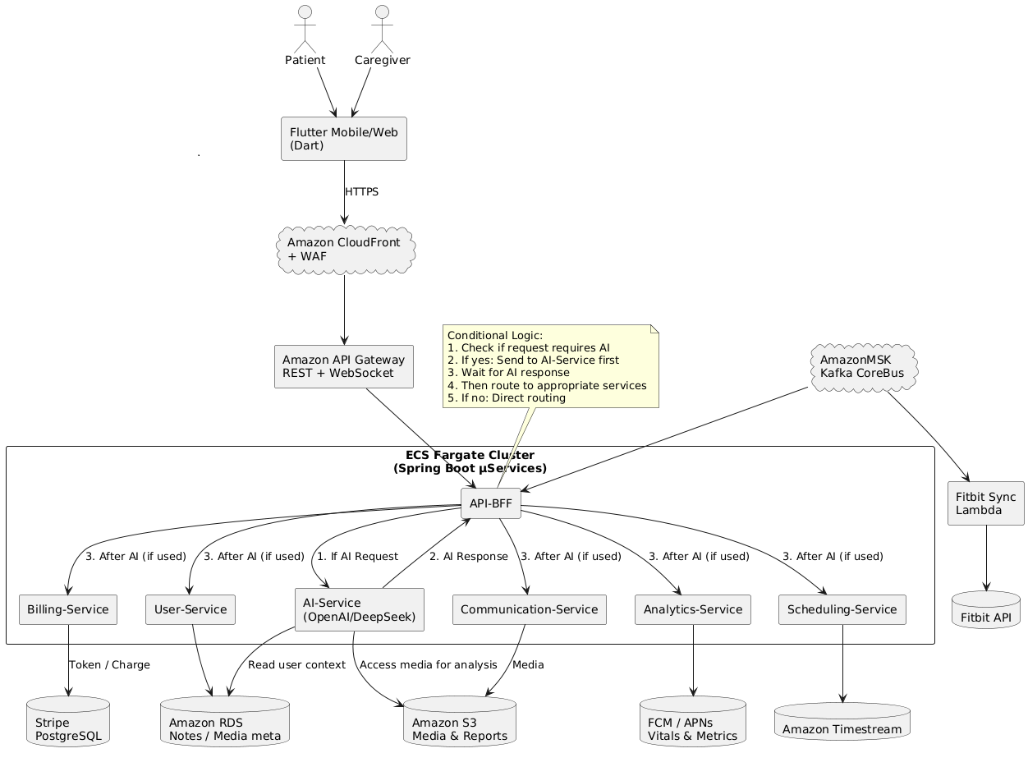 Patient
Caregiver
Flutter Mobile/Web
(Dart)
.
HTTPS
Amazon CloudFront
+ WAF
Amazon API Gateway
REST + WebSocket
Conditional Logic:
1. Check if request requires AI
2. If yes: Send to AI-Service first
3. Wait for AI response
4. Then route to appropriate services
5. If no: Direct routing
AmazonMSK
Kafka CoreBus
ECS Fargate Cluster
(Spring Boot µServices)
API-BFF
Fitbit Sync
Lambda
3. After AI (if used)
3. After AI (if used)
1. If AI Request
2. AI Response
3. After AI (if used)
3. After AI (if used)
3. After AI (if used)
Billing-Service
User-Service
AI-Service
(OpenAI/DeepSeek)
Communication-Service
Analytics-Service
Scheduling-Service
Fitbit API
Token / Charge
Read user context
Access media for analysis
Media
Stripe
PostgreSQL
Amazon RDS
Notes / Media meta
Amazon S3
Media & Reports
FCM / APNs
Vitals & Metrics
Amazon Timestream